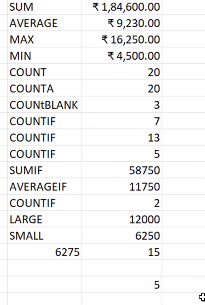 SUM ₹ 1,84,600.00
AVERAGE ₹ 9,230.00
MAX ₹ 16,250.00
MIN ₹ 4,500.00
COUNT 20
COUNTA 20
COUNtBLANK 3
COUNTIF 7
COUNTIF 13
COUNTIF 5
SUMIF 58750
AVERAGEIF 11750
COUNTIF 2
LARGE 12000
SMALL 6250
6275 15
5